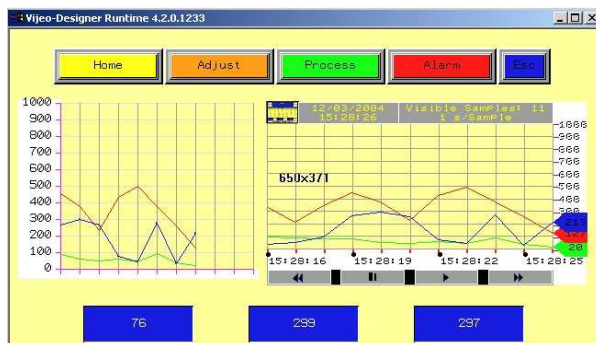 Vijeo-Designer Runtime 4.2.0.1233
Home
Adjust
Process
Alarm
Esc
1000
900
800
700
600
500
400
300
200
100
0
12/03/2004
15:28:26
Visible Samples: 11
1 s/Sample
650x371
219
127
20
15:28:16
15:28:19
15:28:22
15:28:25
76
299
297